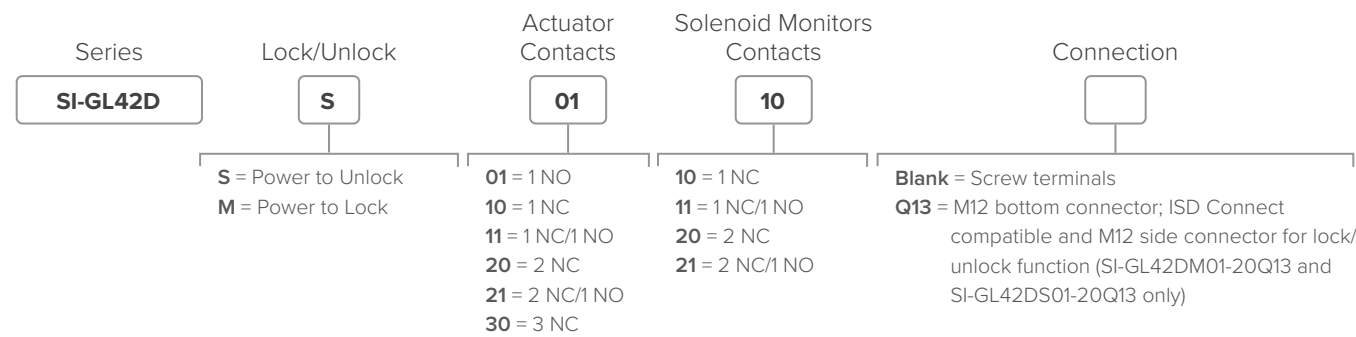 Series
SI-GL42D
Lock/Unlock
S
S = Power to Unlock
M = Power to Lock
Actuator
Contacts
01
01 = 1 NO
10 = 1 NC
11 = 1 NC/1 NO
20 = 2 NC
21 = 2 NC/1 NO
30 = 3 NC
Solenoid Monitors
Contacts
10
10 = 1 NC
11 = 1 NC/1 NO
20 = 2 NC
21 = 2 NC/1 NO
Connection
Blank = Screw terminals
Q13 = M12 bottom connector; ISD Connect
compatible and M12 side connector for lock/
unlock function (SI-GL42DM01-20Q13 and
SI-GL42DS01-20Q13 only)